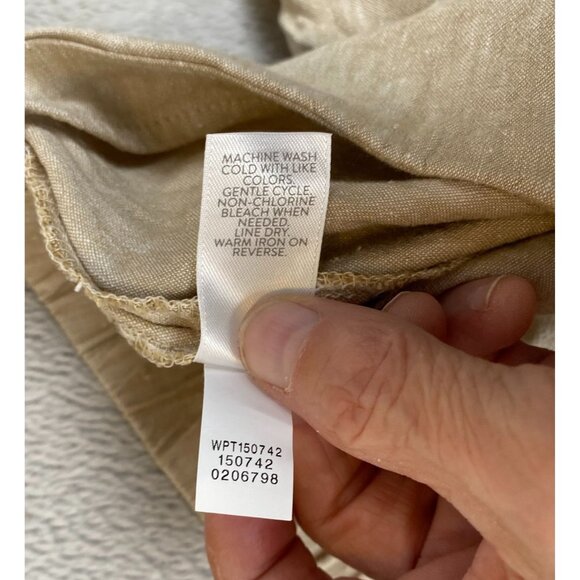 MACHINE WASH
COLD WITH LIKE
COLORS.
GENTLE CYCLE.
NON-CHLORINE
BLEACH WHEN
NEEDED.
LINE DRY.
WARM IRON ON
REVERSE.
WPT150742
150742
0206798